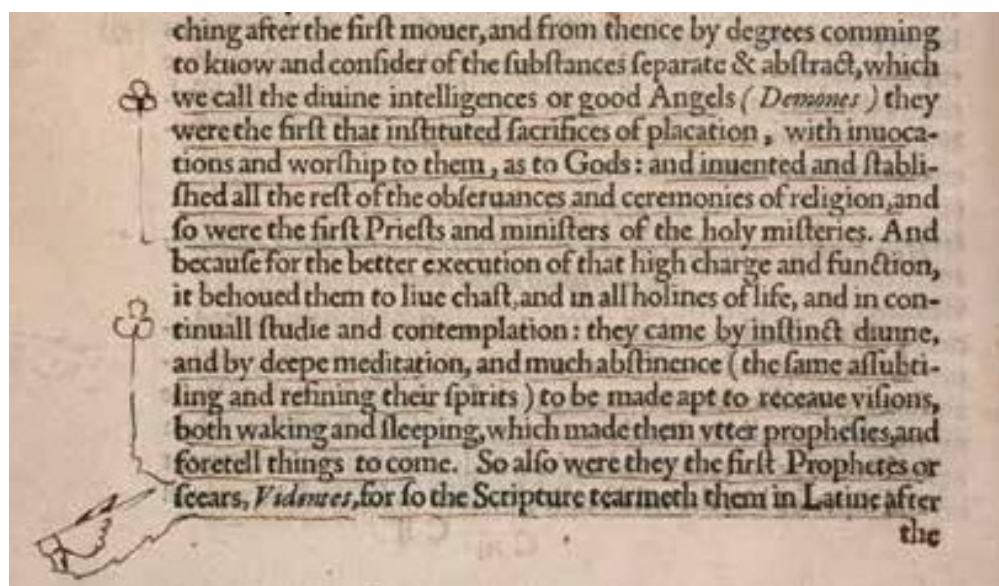 ching after the firſt mouer, and from thence by degrees comming
to know and conſider of the ſubſtances ſeparate & abſtract, which
we call the diuine intelligences or good Angels (Demones) they
were the firſt that inſtituted ſacrifices of placation, with inuoca-
tions and worſhip to them, as to Gods: and inuented and ſtabli-
ſhed all the reſt of the obſeruances and ceremonies of religion, and
ſo were the firſt Prieſts and miniſters of the holy miſteries. And
becauſe for the better execution of that high charge and function,
it behoued them to liue chaſt, and in all holines of life, and in con-
tinuall ſtudie and contemplation: they came by inſtinct diuine,
and by deepe meditation, and much abſtinence (the ſame aſſubti-
ling and refining their ſpirits) to be made apt to receaue viſions,
both waking and ſleeping, which made them vtter propheſies, and
foretell things to come. So alſo were they the firſt Prophetes or
ſeears, Videntes, for ſo the Scripture tearmeth them in Latine after
the